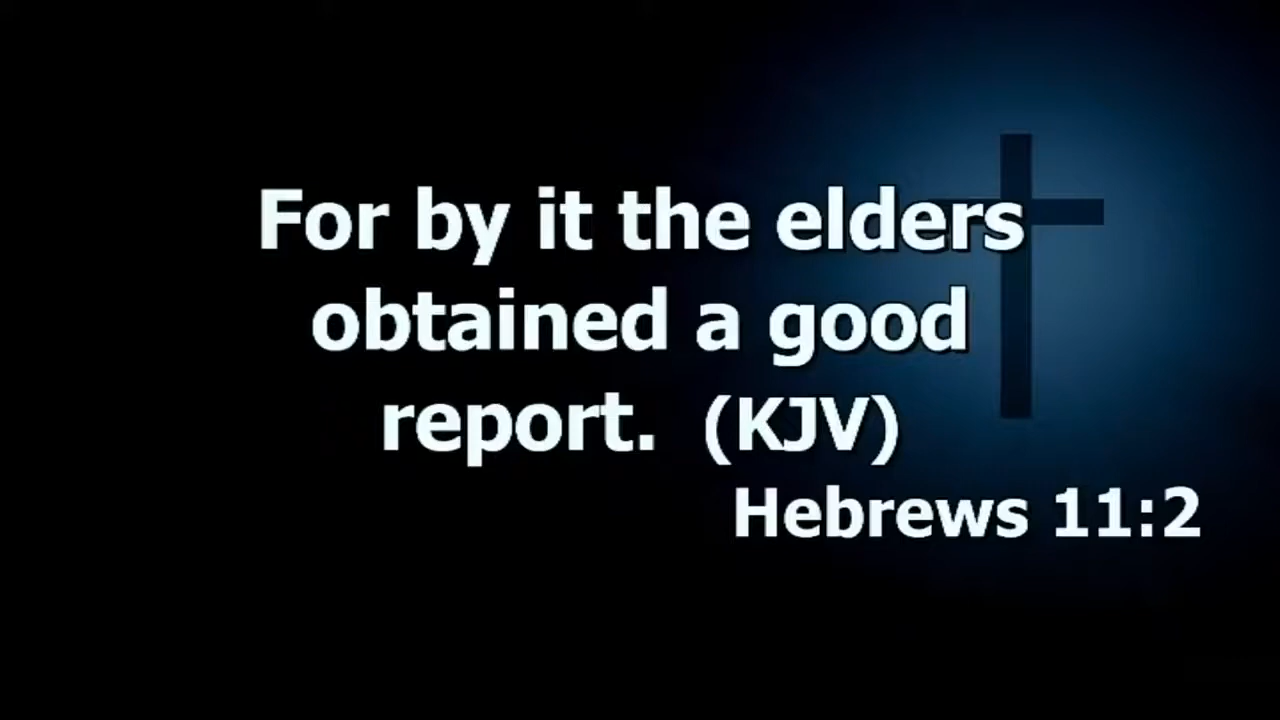 For by it the elders
obtained a good
report.  (KJV)
Hebrews 11:2